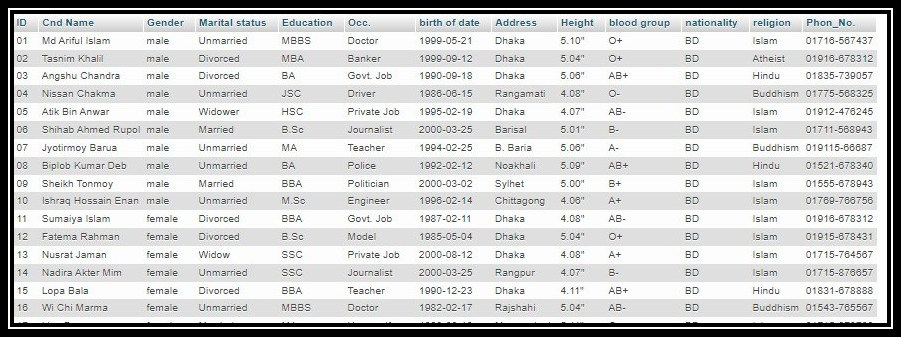 ID Cnd Name Gender Marital status Education Occ. birth of date Address Height blood group nationality religion Phon_No.
01 Md Ariful Islam male Unmarried MBBS Doctor 1999-05-21 Dhaka 5.10" O+ BD Islam 01716-567437
02 Tasnim Khalil male Divorced MBA Banker 1999-09-12 Dhaka 5.04" O+ BD Atheist 01916-678312
03 Angshu Chandra male Divorced BA Govt. Job 1990-09-18 Dhaka 5.06" AB+ BD Hindu 01835-739057
04 Nissan Chakma male Unmarried JSC Driver 1986-06-15 Rangamati 4.08" O- BD Buddhism 01775-568325
05 Atik Bin Anwar male Widower HSC Private Job 1995-02-19 Dhaka 4.07" AB- BD Islam 01912-476245
06 Shihab Ahmed Rupol male Married B.Sc Journalist 2000-03-25 Barisal 5.01" B- BD Islam 01711-568943
07 Jyotirmoy Barua male Unmarried MA Teacher 1994-02-25 B. Baria 5.06" A- BD Buddhism 019115-66687
08 Biplob Kumar Deb male Unmarried BA Police 1992-02-12 Noakhali 5.09" AB+ BD Hindu 01521-678340
09 Sheikh Tonmoy male Married BBA Politician 2000-03-02 Sylhet 5.00" B+ BD Islam 01555-678943
10 Ishraq Hossain Enan male Unmarried M.Sc Engineer 1996-02-14 Chittagong 4.06" A+ BD Islam 01769-766756
11 Sumaiya Islam female Divorced BBA Govt. Job 1987-02-11 Dhaka 4.08" AB- BD Islam 01916-678312
12 Fatema Rahman female Divorced B.Sc Model 1985-05-04 Dhaka 5.04" O+ BD Islam 01915-678431
13 Nusrat Jaman female Widow SSC Private Job 2000-08-12 Dhaka 4.08" A+ BD Islam 01715-764567
14 Nadira Akter Mim female Unmarried SSC Journalist 2000-03-25 Rangpur 4.07" B- BD Islam 01715-876657
15 Lopa Bala female Divorced BBA Teacher 1990-12-23 Dhaka 4.11" AB+ BD Hindu 01831-678888
16 Wi Chi Marma female Unmarried MBBS Doctor 1982-02-17 Rajshahi 5.04" AB- BD Buddhism 01543-765567